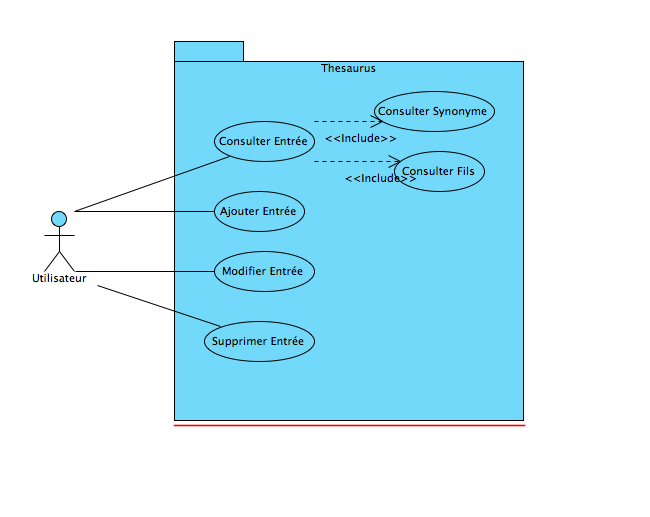 Thesaurus
Consulter Synonyme
Consulter Entrée
<<Include>>
Consulter Fils
<<Include>>
Ajouter Entrée
Modifier Entrée
Utilisateur
Supprimer Entrée